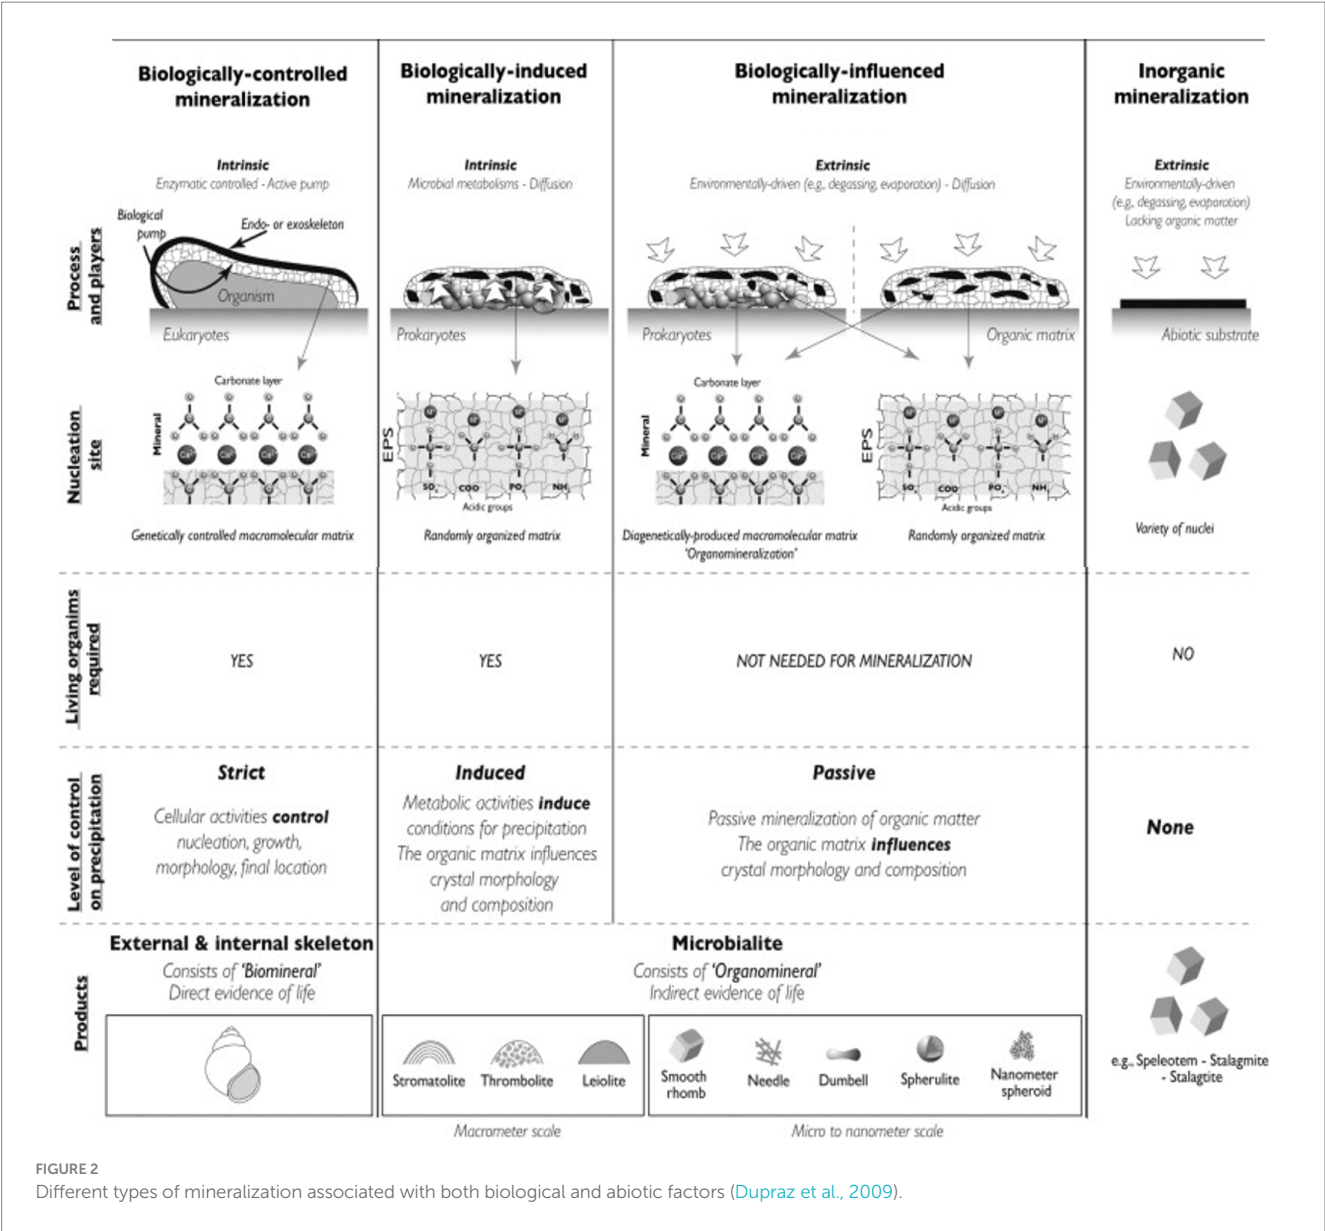 Biologically-controlled
mineralization
Biologically-induced
mineralization
Biologically-influenced
mineralization
Inorganic
mineralization
Process
and players
Intrinsic
Enzymatic controlled - Active pump
Biological
pump
Endo- or exoskeleton
Organism
Eukaryotes
Intrinsic
Microbial metabolisms - Diffusion
Prokaryotes
Extrinsic
Environmentally-driven (e.g., degassing, evaporation) - Diffusion
Prokaryotes
Organic matrix
Extrinsic
Environmentally-driven
(e.g., degassing, evaporation)
Lacking organic matter
Abiotic substrate
Nucleation
site
Carbonate layer
Mineral
Genetically controlled macromolecular matrix
EPS
COO
Acidic groups
Randomly organized matrix
Carbonate layer
Mineral
Diagenetically-produced macromolecular matrix
'Organomineralization'
EPS
COO
Acidic groups
Randomly organized matrix
Variety of nuclei
Living organims
required
YES
YES
NOT NEEDED FOR MINERALIZATION
NO
Level of control
on precipitation
Strict
Cellular activities control
nucleation, growth,
morphology, final location
Induced
Metabolic activities induce
conditions for precipitation
The organic matrix influences
crystal morphology
and composition
Passive
Passive mineralization of organic matter
The organic matrix influences
crystal morphology and composition
None
Products
External & internal skeleton
Consists of 'Biomineral'
Direct evidence of life
Microbialite
Consists of 'Organomineral'
Indirect evidence of life
Stromatolite
Thrombolite
Leiolite
Smooth
rhomb
Needle
Dumbell
Spherulite
Nanometer
spheroid
e.g., Speleotem - Stalagmite
- Stalagtite
Macrometer scale
Micro to nanometer scale
FIGURE 2
Different types of mineralization associated with both biological and abiotic factors (Dupraz et al., 2009).